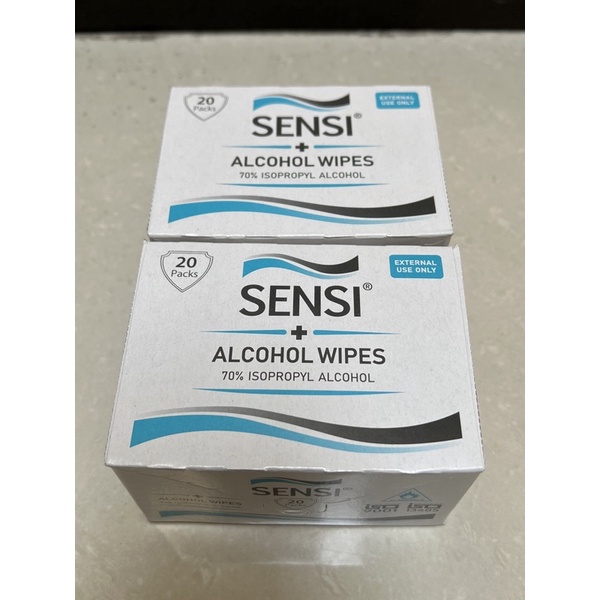 20
Packs
EXTERNAL
USE ONLY
SENSI®
ALCOHOL WIPES
70% ISOPROPYL ALCOHOL
20
Packs
EXTERNAL
USE ONLY
SENSI®
ALCOHOL WIPES
70% ISOPROPYL ALCOHOL
SENSI
ALCOHOL WIPES
20